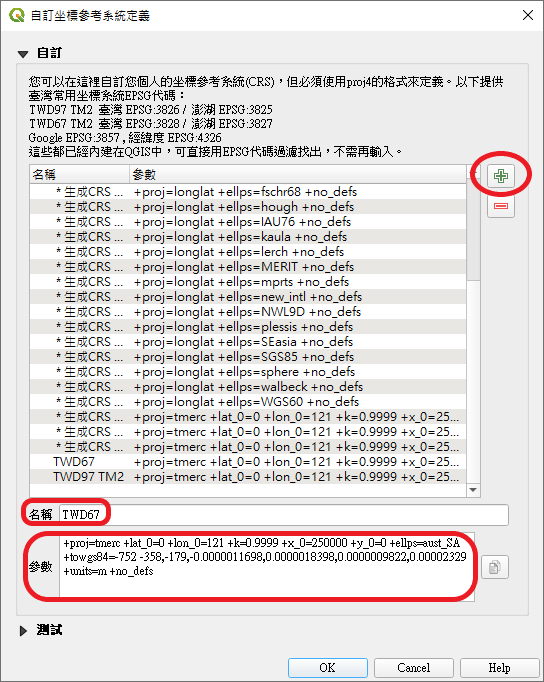 自訂坐標參考系統定義
自訂
您可以在這裡自訂您個人的坐標參考系統(CRS)，但必須使用proj4的格式來定義。以下提供
臺灣常用坐標系統EPSG代碼：
TWD97 TM2 臺灣 EPSG:3826 / 澎湖 EPSG:3825
TWD67 TM2 臺灣 EPSG:3828 / 澎湖 EPSG:3827
Google EPSG:3857 , 經緯度 EPSG:4326
這些都已經內建在QGIS中，可直接用EPSG代碼過濾找出，不需再輸入。
名稱 參數
* 生成CRS ... +proj=longlat +ellps=fschr68 +no_defs
* 生成CRS ... +proj=longlat +ellps=hough +no_defs
* 生成CRS ... +proj=longlat +ellps=IAU76 +no_defs
* 生成CRS ... +proj=longlat +ellps=kaula +no_defs
* 生成CRS ... +proj=longlat +ellps=lerch +no_defs
* 生成CRS ... +proj=longlat +ellps=MERIT +no_defs
* 生成CRS ... +proj=longlat +ellps=mprts +no_defs
* 生成CRS ... +proj=longlat +ellps=new_intl +no_defs
* 生成CRS ... +proj=longlat +ellps=NWL9D +no_defs
* 生成CRS ... +proj=longlat +ellps=plessis +no_defs
* 生成CRS ... +proj=longlat +ellps=SEasia +no_defs
* 生成CRS ... +proj=longlat +ellps=SGS85 +no_defs
* 生成CRS ... +proj=longlat +ellps=sphere +no_defs
* 生成CRS ... +proj=longlat +ellps=walbeck +no_defs
* 生成CRS ... +proj=longlat +ellps=WGS60 +no_defs
* 生成CRS ... +proj=tmerc +lat_0=0 +lon_0=121 +k=0.9999 +x_0=25...
* 生成CRS ... +proj=tmerc +lat_0=0 +lon_0=121 +k=0.9999 +x_0=25...
* 生成CRS ... +proj=tmerc +lat_0=0 +lon_0=121 +k=0.9999 +x_0=25...
TWD67 +proj=tmerc +lat_0=0 +lon_0=121 +k=0.9999 +x_0=25...
TWD97 TM2 +proj=tmerc +lat_0=0 +lon_0=121 +k=0.9999 +x_0=25...
名稱 TWD67
參數
+proj=tmerc +lat_0=0 +lon_0=121 +k=0.9999 +x_0=250000 +y_0=0 +ellps=aust_SA
+towgs84=-752 -358,-179,-0.0000011698,0.0000018398,0.0000009822,0.00002329
+units=m +no_defs
測試
OK Cancel Help